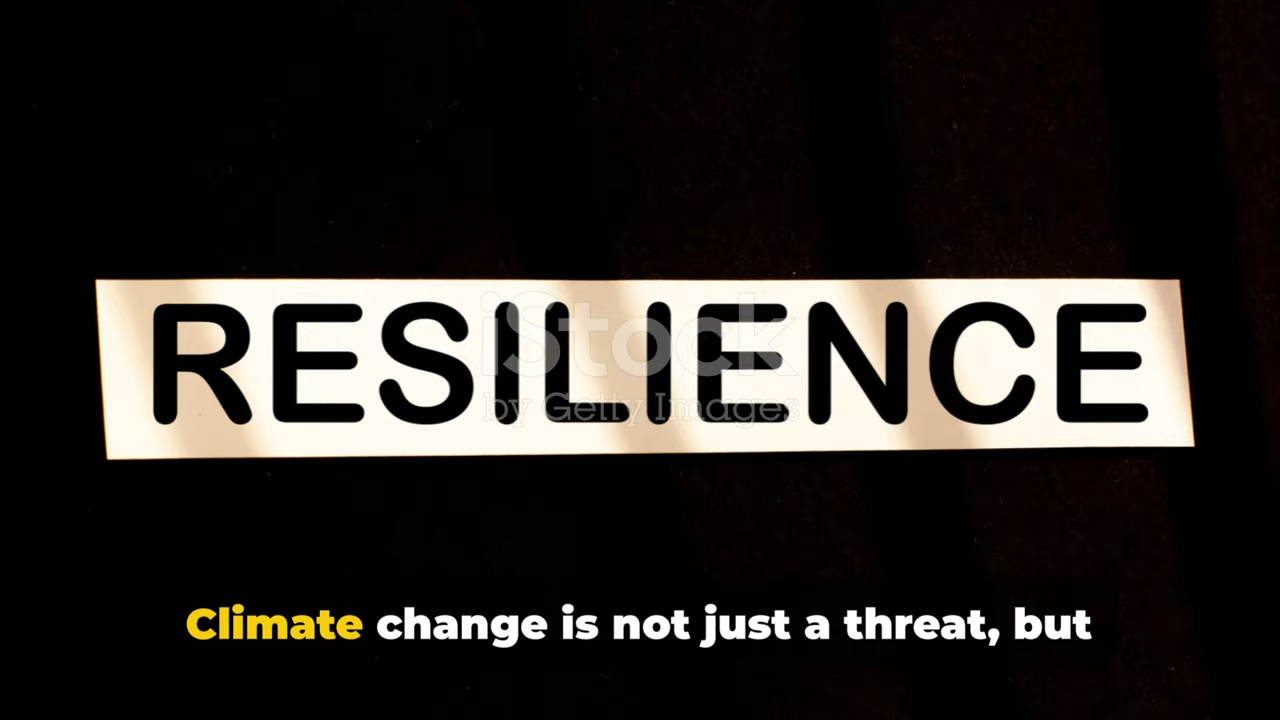 RESILIENCE
iStock
by Getty Images
Climate change is not just a threat, but